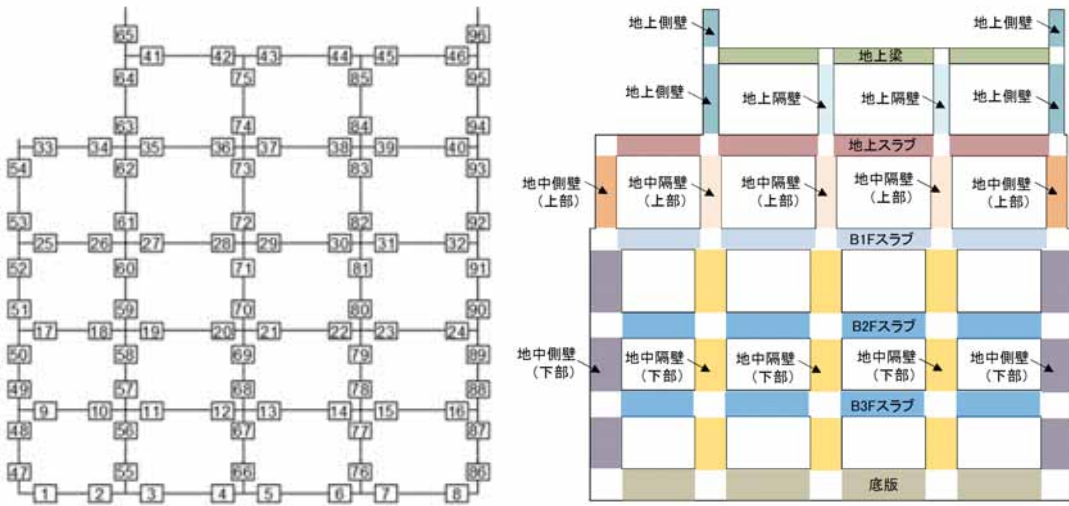 65 96
41 42 43 44 45 46
64 75 85 95
63 74 84 94
33 34 35 36 37 38 39 40
54 62 73 83 93
53 61 72 82 92
25 26 27 28 29 30 31 32
52 60 71 81 91
51 59 70 80 90
17 18 19 20 21 22 23 24
50 58 69 79 89
49 57 68 78 88
9 10 11 12 13 14 15 16
48 56 67 77 87
47 55 66 76 86
1 2 3 4 5 6 7 8
地上側壁 地上側壁
地上梁
地上側壁 地上隔壁 地上隔壁 地上側壁
地上スラブ
地中側壁 地中隔壁 地中隔壁 地中隔壁 地中側壁
(上部) (上部) (上部) (上部) (上部)
B1Fスラブ
B2Fスラブ
地中側壁 地中隔壁 地中隔壁 地中隔壁 地中側壁
(下部) (下部) (下部) (下部) (下部)
B3Fスラブ
底版